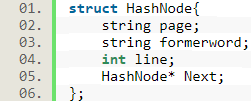 01. struct HashNode{
02. string page;
03. string formerword;
04. int line;
05. HashNode* Next;
06. };